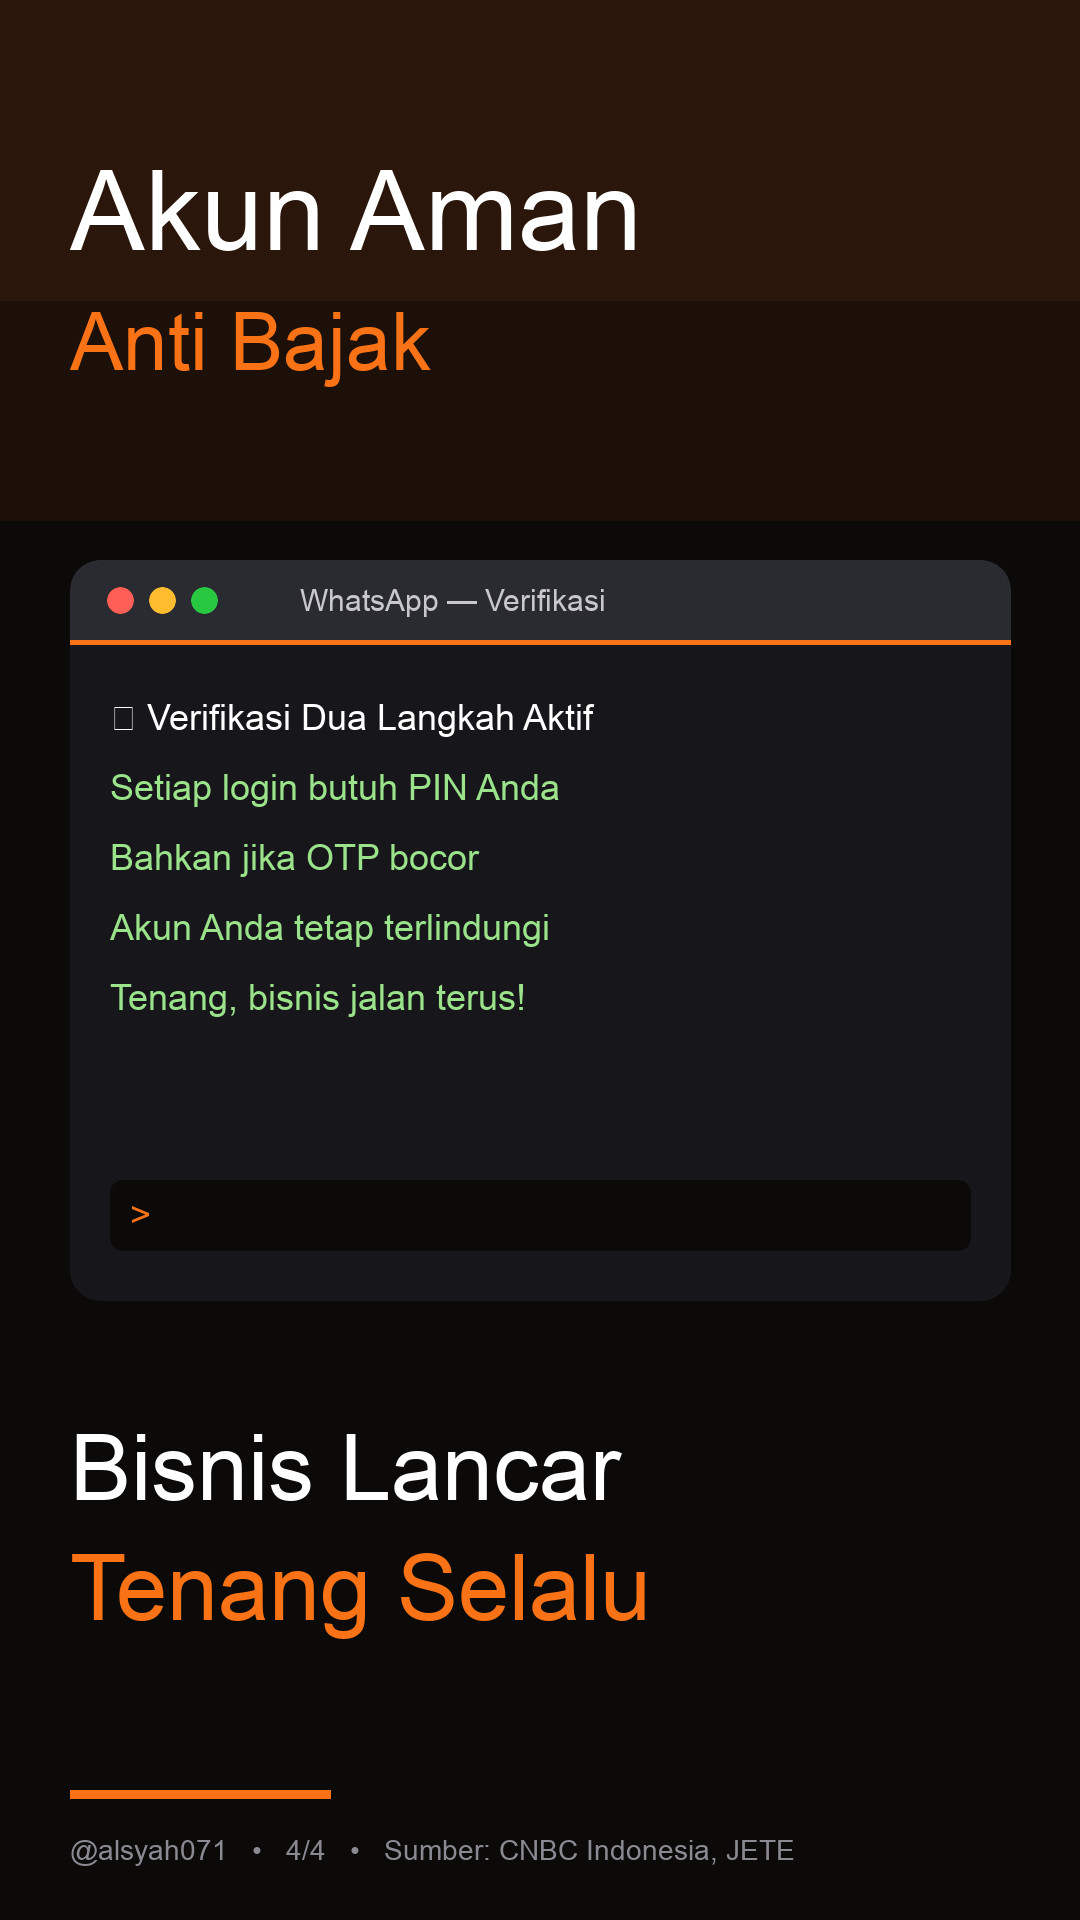 Akun Aman
Anti Bajak
WhatsApp — Verifikasi
Verifikasi Dua Langkah Aktif
Setiap login butuh PIN Anda
Bahkan jika OTP bocor
Akun Anda tetap terlindungi
Tenang, bisnis jalan terus!
>
Bisnis Lancar
Tenang Selalu
@alsyah071 • 4/4 • Sumber: CNBC Indonesia, JETE